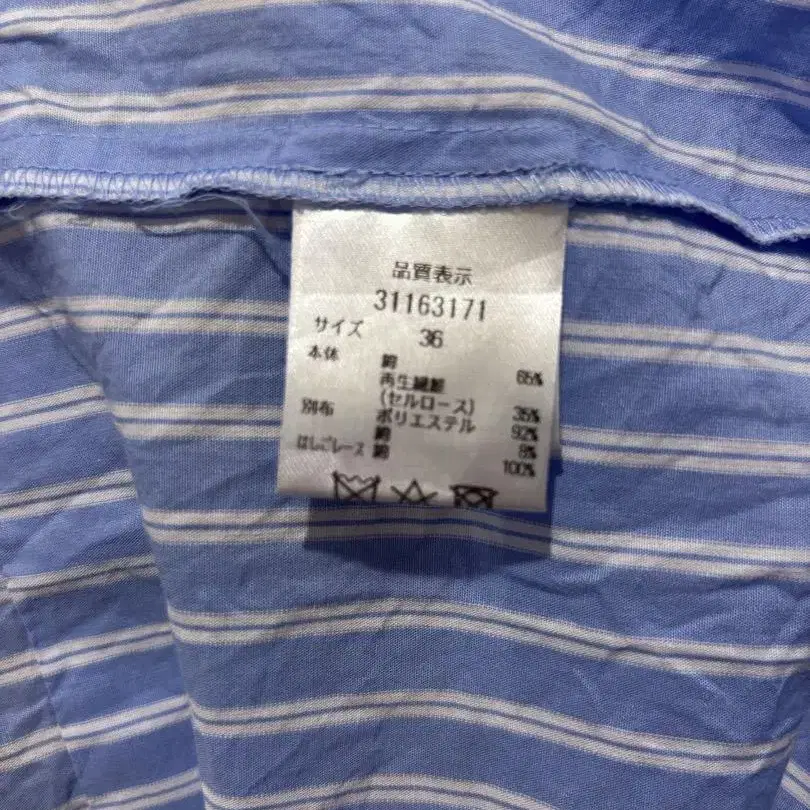 品質表示
31163171
サイズ 36
本体 綿 65%
再生繊維
(セルロース) 35%
別布 ポリエステル 92%
綿 8%
はしごレース 綿 100%